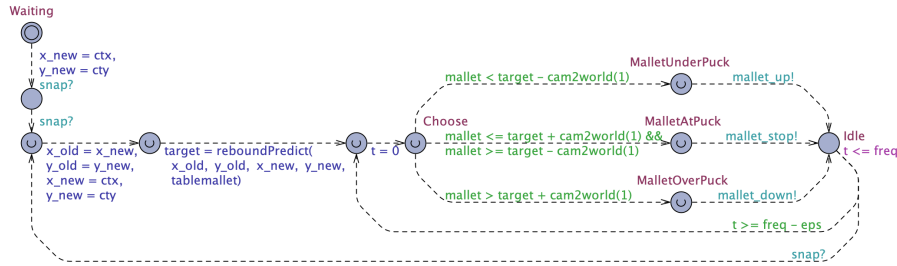 Waiting
x_new = ctx,
y_new = cty
snap?
snap?
x_old = x_new,
y_old = y_new,
x_new = ctx,
y_new = cty
target = reboundPredict(
x_old, y_old, x_new, y_new,
tablemallet)
t = 0
Choose
mallet < target - cam2world(1)
mallet <= target + cam2world(1) &&
mallet >= target - cam2world(1)
mallet > target + cam2world(1)
MalletUnderPuck
mallet_up!
MalletAtPuck
mallet_stop!
MalletOverPuck
mallet_down!
Idle
t <= freq
t >= freq - eps
snap?